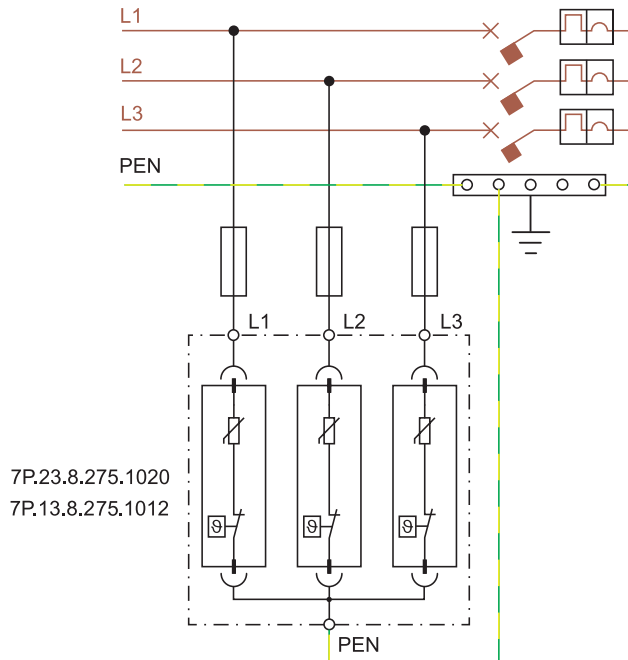 L1
L2
L3
PEN
L1 L2 L3
7P.23.8.275.1020
7P.13.8.275.1012
ϑ ϑ ϑ
PEN